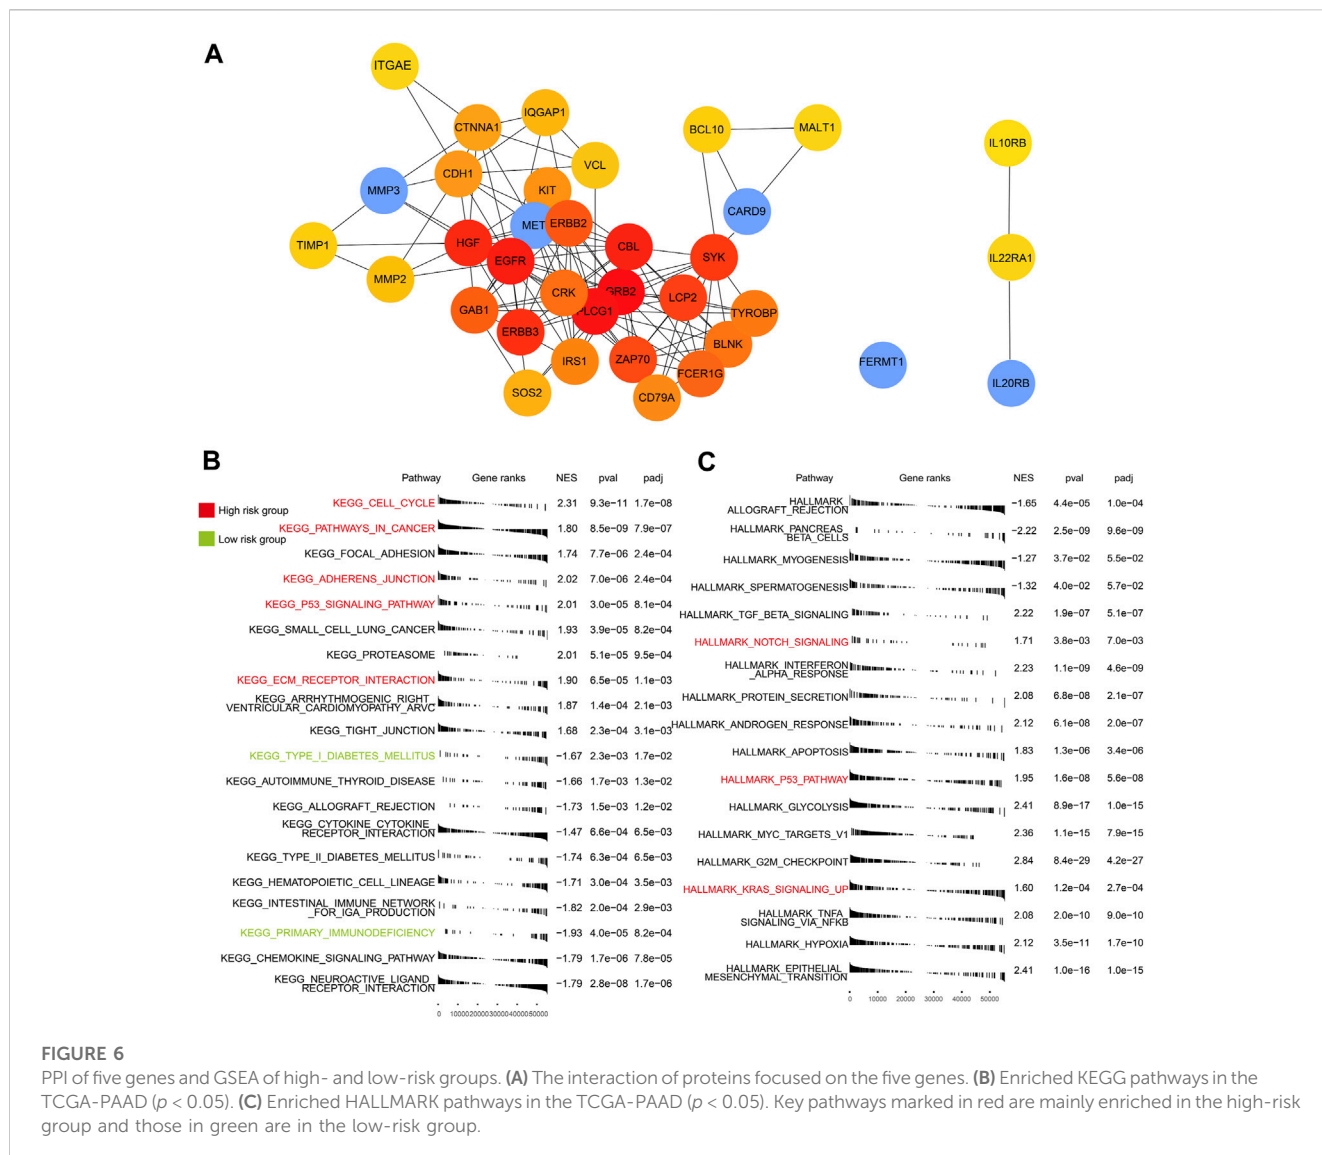 A
ITGAE
CTNNA1
IQGAP1
BCL10
MALT1
IL10RB
CDH1
VCL
MMP3
KIT
CARD9
MET
ERBB2
TIMP1
HGF
CBL
EGFR
SYK
IL22RA1
MMP2
CRK
GRB2
LCP2
GAB1
PLCG1
TYROBP
ERBB3
BLNK
IRS1
ZAP70
FERMT1
FCER1G
SOS2
CD79A
IL20RB
B
Pathway Gene ranks NES pval padj
High risk group
Low risk group
KEGG_CELL_CYCLE 2.31 9.3e−11 1.7e−08
KEGG_PATHWAYS_IN_CANCER 1.80 8.5e−09 7.9e−07
KEGG_FOCAL_ADHESION 1.74 7.7e−06 2.4e−04
KEGG_ADHERENS_JUNCTION 2.02 7.0e−06 2.4e−04
KEGG_P53_SIGNALING_PATHWAY 2.01 3.0e−05 8.1e−04
KEGG_SMALL_CELL_LUNG_CANCER 1.93 3.9e−05 8.2e−04
KEGG_PROTEASOME 2.01 5.1e−05 9.5e−04
KEGG_ECM_RECEPTOR_INTERACTION 1.90 6.5e−05 1.1e−03
KEGG_ARRHYTHMOGENIC_RIGHT_
VENTRICULAR_CARDIOMYOPATHY_ARVC 1.87 1.4e−04 2.1e−03
KEGG_TIGHT_JUNCTION 1.68 2.3e−04 3.1e−03
KEGG_TYPE_I_DIABETES_MELLITUS −1.67 2.3e−03 1.7e−02
KEGG_AUTOIMMUNE_THYROID_DISEASE −1.66 1.7e−03 1.3e−02
KEGG_ALLOGRAFT_REJECTION −1.73 1.5e−03 1.2e−02
KEGG_CYTOKINE_CYTOKINE_
RECEPTOR_INTERACTION −1.47 6.6e−04 6.5e−03
KEGG_TYPE_II_DIABETES_MELLITUS −1.74 6.3e−04 6.5e−03
KEGG_HEMATOPOIETIC_CELL_LINEAGE −1.71 3.0e−04 3.5e−03
KEGG_INTESTINAL_IMMUNE_NETWORK
_FOR_IGA_PRODUCTION −1.82 2.0e−04 2.9e−03
KEGG_PRIMARY_IMMUNODEFICIENCY −1.93 4.0e−05 8.2e−04
KEGG_CHEMOKINE_SIGNALING_PATHWAY −1.79 1.7e−06 7.8e−05
KEGG_NEUROACTIVE_LIGAND_
RECEPTOR_INTERACTION −1.79 2.8e−08 1.7e−06
0 10000 20000 30000 40000 50000
C
Pathway Gene ranks NES pval padj
HALLMARK_
ALLOGRAFT_REJECTION −1.65 4.4e−05 1.0e−04
HALLMARK_PANCREAS_
BETA_CELLS −2.22 2.5e−09 9.6e−09
HALLMARK_MYOGENESIS −1.27 3.7e−02 5.5e−02
HALLMARK_SPERMATOGENESIS −1.32 4.0e−02 5.7e−02
HALLMARK_TGF_BETA_SIGNALING 2.22 1.9e−07 5.1e−07
HALLMARK_NOTCH_SIGNALING 1.71 3.8e−03 7.0e−03
HALLMARK_INTERFERON
_ALPHA_RESPONSE 2.23 1.1e−09 4.6e−09
HALLMARK_PROTEIN_SECRETION 2.08 6.8e−08 2.1e−07
HALLMARK_ANDROGEN_RESPONSE 2.12 6.1e−08 2.0e−07
HALLMARK_APOPTOSIS 1.83 1.3e−06 3.4e−06
HALLMARK_P53_PATHWAY 1.95 1.6e−08 5.6e−08
HALLMARK_GLYCOLYSIS 2.41 8.9e−17 1.0e−15
HALLMARK_MYC_TARGETS_V1 2.36 1.1e−15 7.9e−15
HALLMARK_G2M_CHECKPOINT 2.84 8.4e−29 4.2e−27
HALLMARK_KRAS_SIGNALING_UP 1.60 1.2e−04 2.7e−04
HALLMARK_TNFA_
SIGNALING_VIA_NFKB 2.08 2.0e−10 9.0e−10
HALLMARK_HYPOXIA 2.12 3.5e−11 1.7e−10
HALLMARK_EPITHELIAL_
MESENCHYMAL_TRANSITION 2.41 1.0e−16 1.0e−15
0 10000 20000 30000 40000 50000
FIGURE 6
PPI of five genes and GSEA of high- and low-risk groups. (A) The interaction of proteins focused on the five genes. (B) Enriched KEGG pathways in the
TCGA-PAAD (p < 0.05). (C) Enriched HALLMARK pathways in the TCGA-PAAD (p < 0.05). Key pathways marked in red are mainly enriched in the high-risk
group and those in green are in the low-risk group.